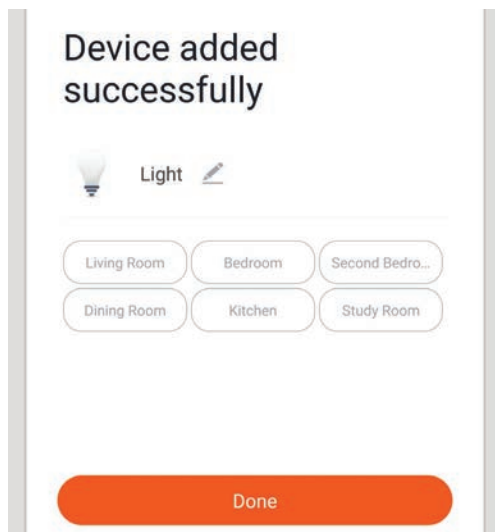 Device added
successfully
Light
Living Room Bedroom Second Bedro...
Dining Room Kitchen Study Room
Done